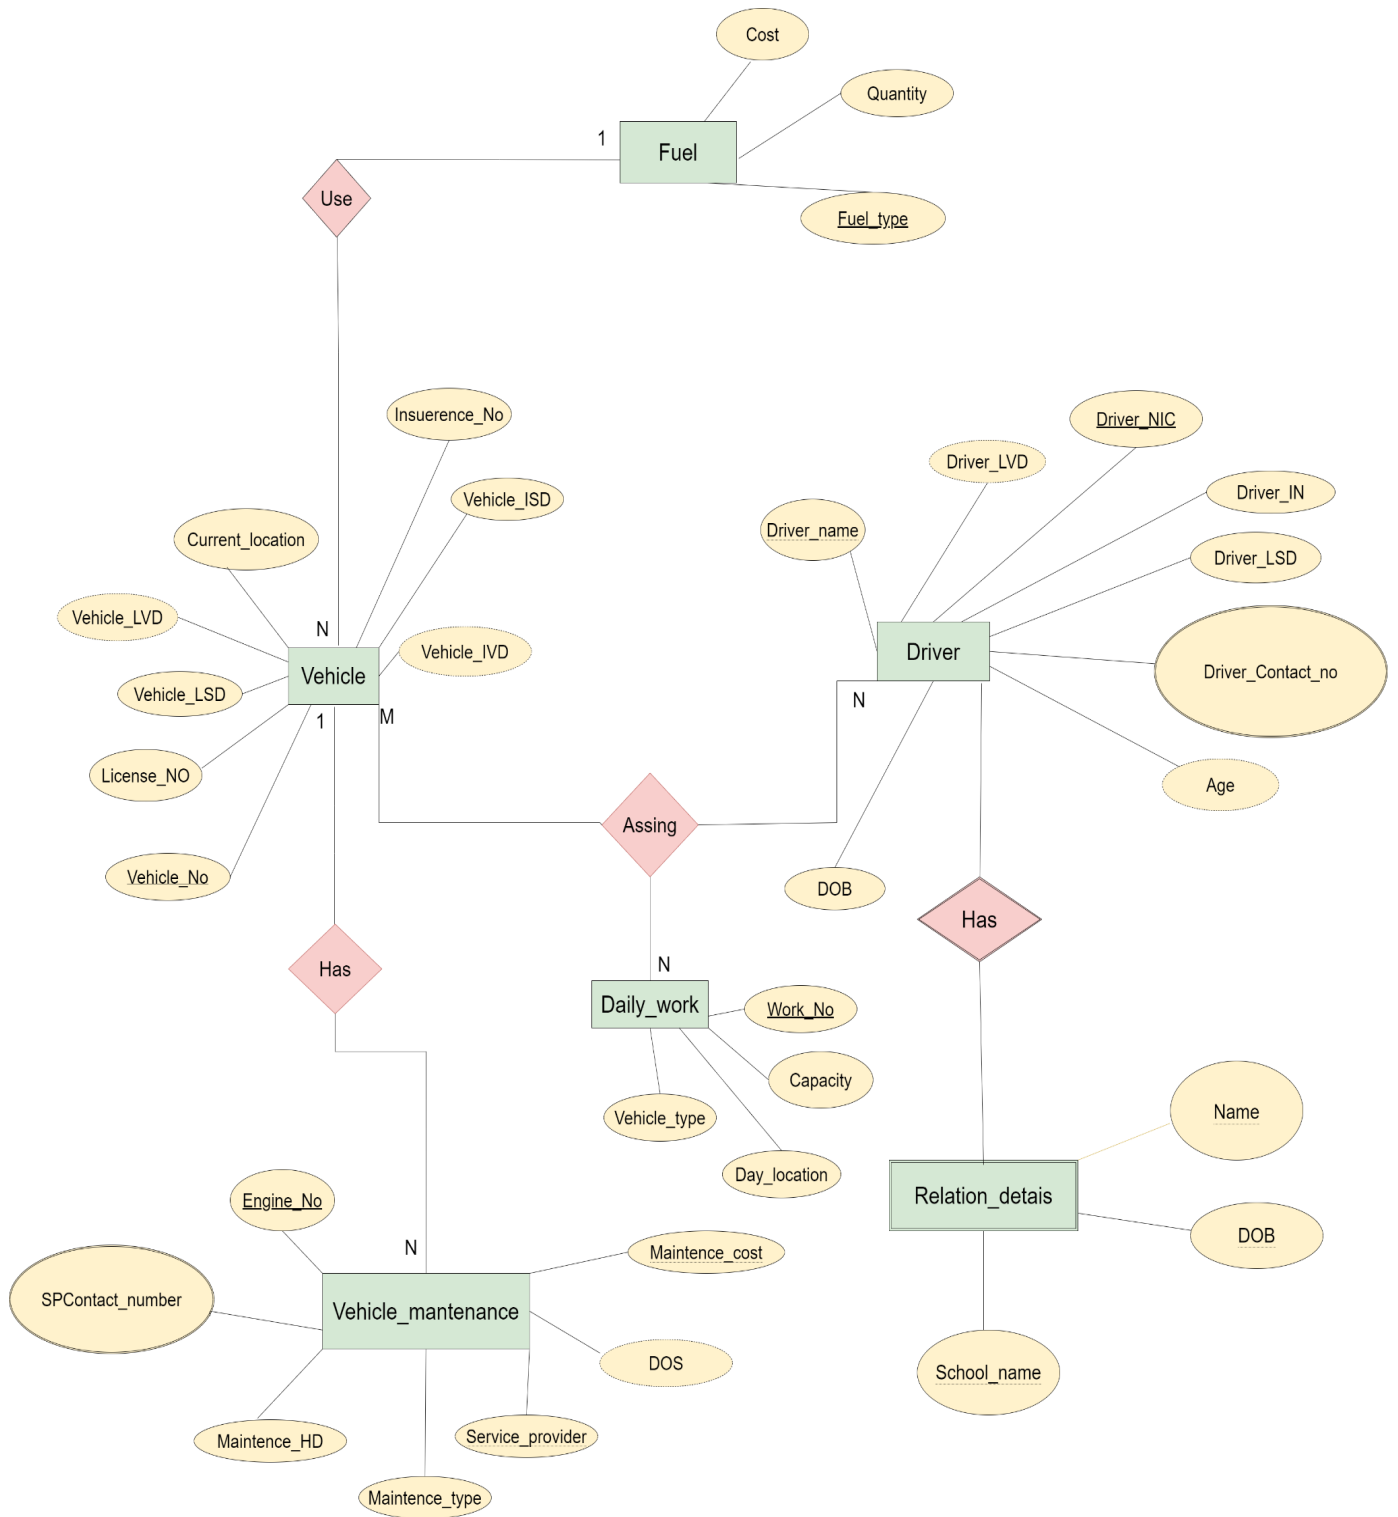 Cost
Quantity
1
Fuel
Use
Fuel_type
Insuerence_No
Driver_NIC
Driver_LVD
Vehicle_ISD
Driver_IN
Driver_name
Current_location
Driver_LSD
Vehicle_LVD
N
Vehicle_IVD
Driver
Driver_Contact_no
Vehicle
Vehicle_LSD
N
1
M
License_NO
Age
Assing
Vehicle_No
DOB
Has
Has
N
Daily_work
Work_No
Capacity
Vehicle_type
Name
Day_location
Relation_detais
Engine_No
DOB
N
Maintence_cost
SPContact_number
Vehicle_mantenance
DOS
School_name
Maintence_HD
Service_provider
Maintence_type